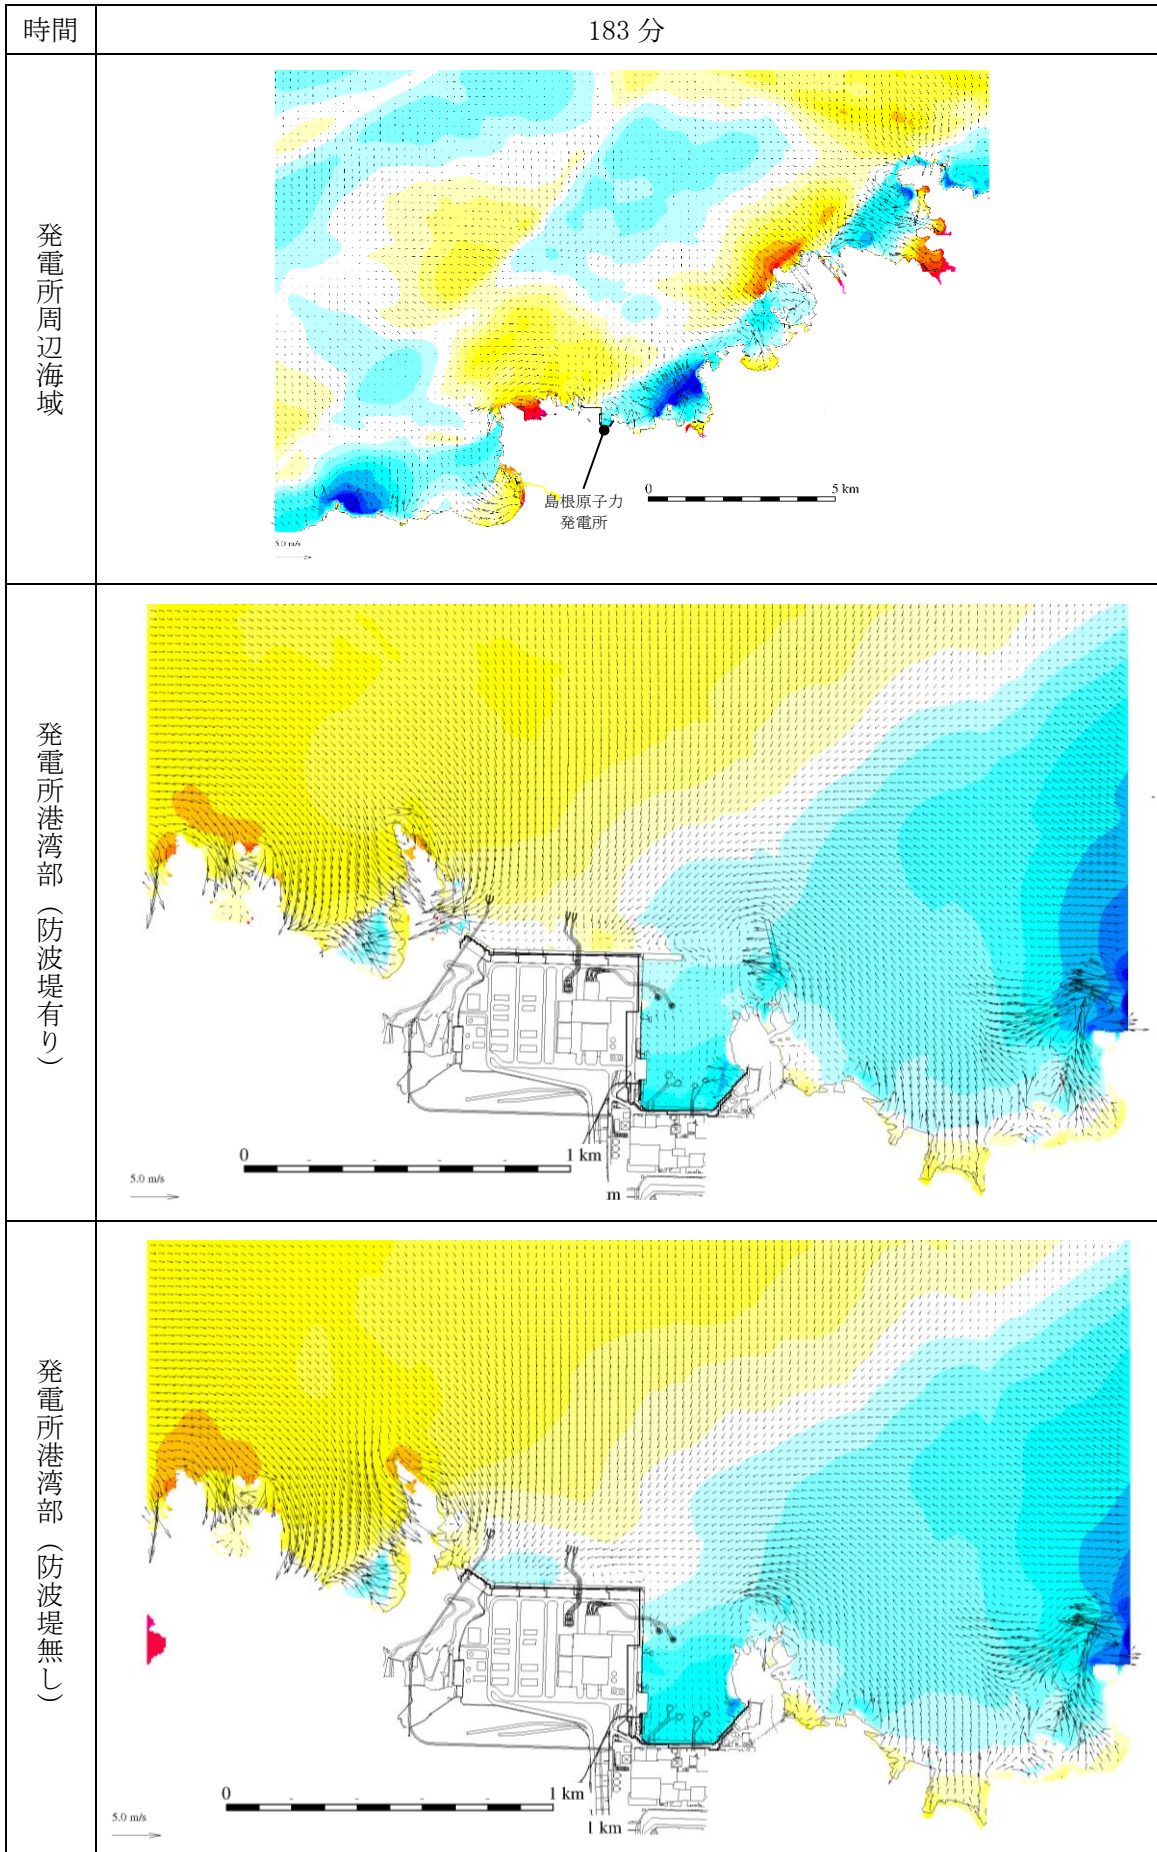 時間
183 分
発電所周辺海域
島根原子力
発電所
0
5 km
5.0 m/s
発電所港湾部（防波堤有り）
0
1 km
5.0 m/s
m
発電所港湾部（防波堤無し）
0
1 km
5.0 m/s
1 km